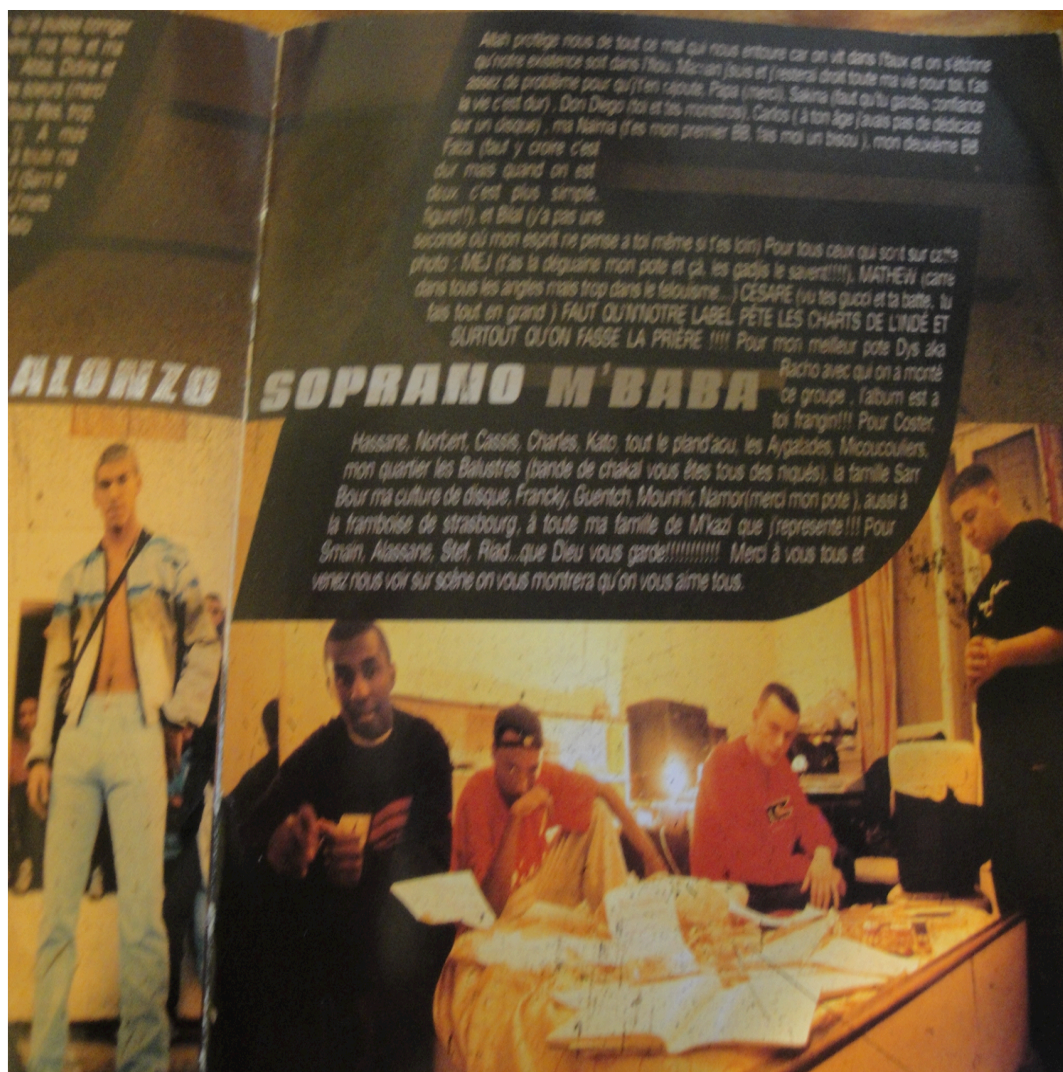 Allah protège nous de tout ce mal qui nous entoure car on vit dans l'faux et on s'étonne
qu'notre existence soit dans l'flou. Maman j'suis et j'resterai droit toute ma vie pour toi, t'as
assez de problème pour qu'j't'en rajoute. Papa (merci), Sakina (faut qu'tu gardes confiance
la vie c'est dur), Don Diego (toi et tes monstros), Carlos ( à ton âge j'avais pas de dédicace
sur un disque) , ma Naïma (t'es mon premier BB, fais moi un bisou ), mon deuxième BB
Faïza (faut y croire c'est
dur mais quand on est
deux c'est plus simple,
figure!!), et Bilal (y'a pas une
seconde où mon esprit ne pense a toi même si t'es loin) Pour tous ceux qui sont sur cette
photo : MEJ (t'as la dégaine mon pote et çà, les gadjis le savent!!!!), MATHEW (carré
dans tous les angles mais trop dans le félouisme...) CÉSARE (vu tes gucci et ta batte, tu
fais tout en grand ) FAUT QU'N'NOTRE LABEL PÈTE LES CHARTS DE L'INDÉ ET
SURTOUT QU'ON FASSE LA PRIÈRE !!!! Pour mon meilleur pote Dys aka
ALONZO SOPRANO M'BABA
Racho avec qui on a monté
ce groupe , l'album est a
toi frangin!!! Pour Coster,
Hassane, Norbert, Cassis, Charles, Kato, tout le pland'aou, les Aygalades, Micoucouliers,
mon quartier les Balustres (bande de chakal vous êtes tous des niqués), la famille Sarr
Bour ma culture de disque, Francky, Guentch, Mounhir, Namor(merci mon pote ), aussi à
la framboise de strasbourg, à toute ma famille de M'kazi que j'represente!!! Pour
Smaïn, Alassane, Stef, Riad...que Dieu vous garde!!!!!!!!!!! Merci à vous tous et
venez nous voir sur scène on vous montrera qu'on vous aime tous.